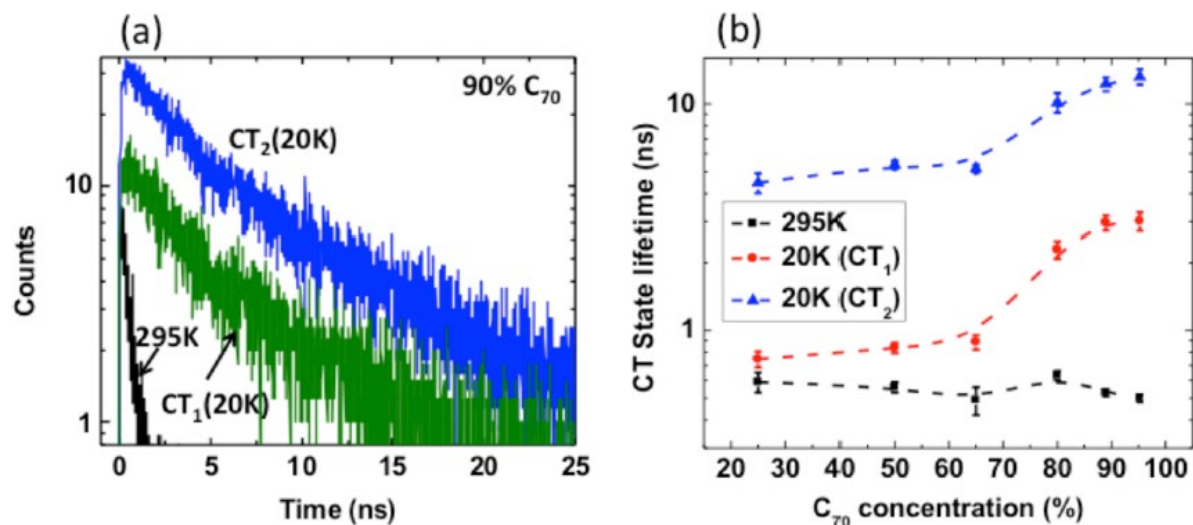 (a)
90% C₇₀
CT₂(20K)
295K
CT₁(20K)
10
1
Counts
0 5 10 15 20 25
Time (ns)
(b)
10
1
CT State lifetime (ns)
295K
20K (CT₁)
20K (CT₂)
20 30 40 50 60 70 80 90 100
C₇₀ concentration (%)